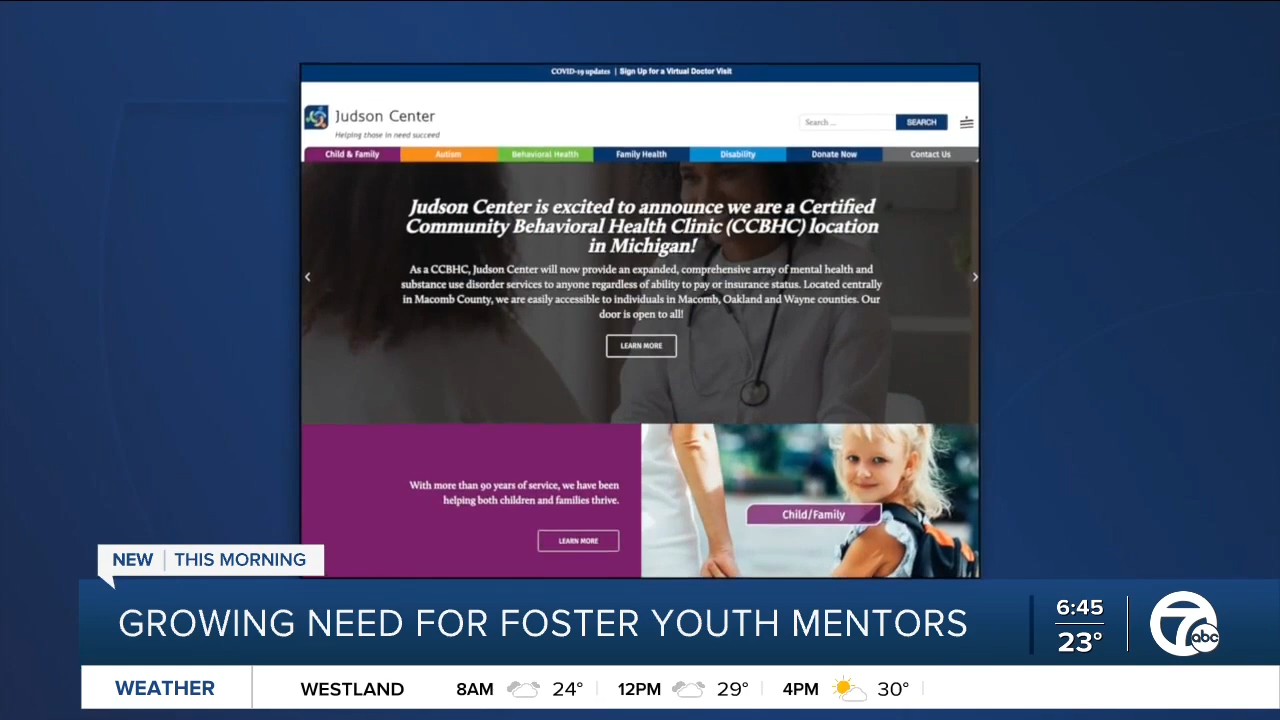 COVID-19 updates | Sign Up for a Virtual Doctor Visit
Judson Center
Helping those in need succeed
Search ...
SEARCH
Child & Family
Autism
Behavioral Health
Family Health
Disability
Donate Now
Contact Us
Judson Center is excited to announce we are a Certified
Community Behavioral Health Clinic (CCBHC) location
in Michigan!
As a CCBHC, Judson Center will now provide an expanded, comprehensive array of mental health and
substance use disorder services to anyone regardless of ability to pay or insurance status. Located centrally
in Macomb County, we are easily accessible to individuals in Macomb, Oakland and Wayne counties. Our
door is open to all!
LEARN MORE
With more than 90 years of service, we have been
helping both children and families thrive.
LEARN MORE
Child/Family
NEW | THIS MORNING
GROWING NEED FOR FOSTER YOUTH MENTORS
6:45
23°
7 abc
WEATHER WESTLAND 8AM 24° 12PM 29° 4PM 30°